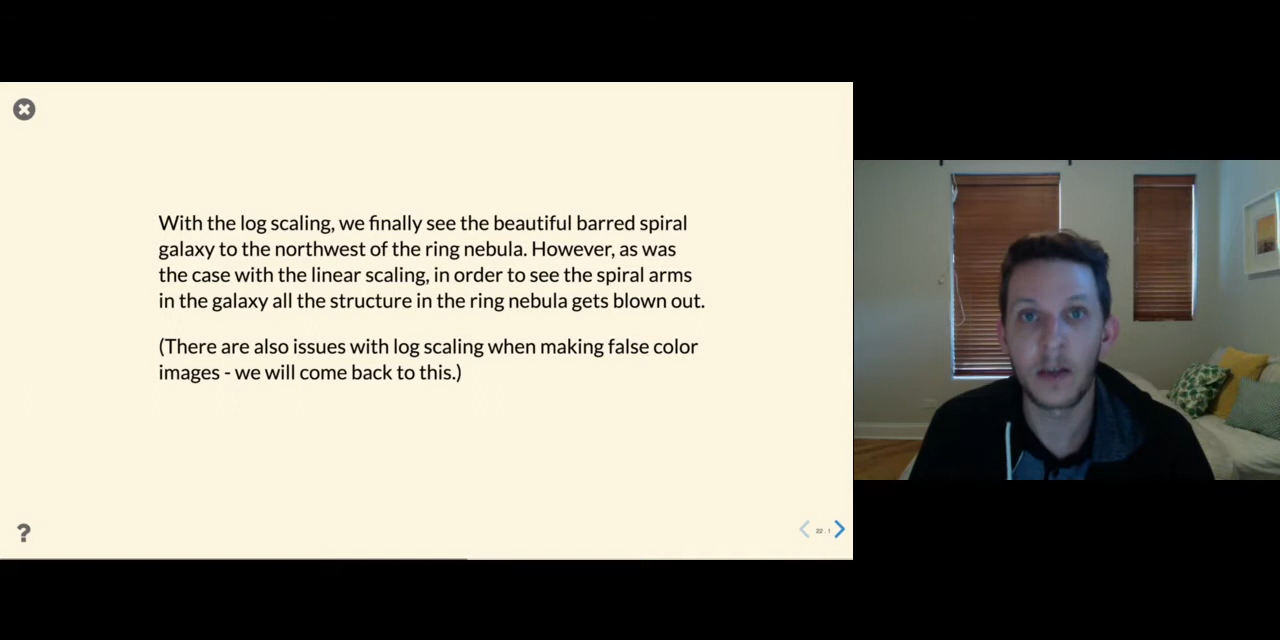 With the log scaling, we finally see the beautiful barred spiral
galaxy to the northwest of the ring nebula. However, as was
the case with the linear scaling, in order to see the spiral arms
in the galaxy all the structure in the ring nebula gets blown out.
(There are also issues with log scaling when making false color
images - we will come back to this.)
?
22 . 1